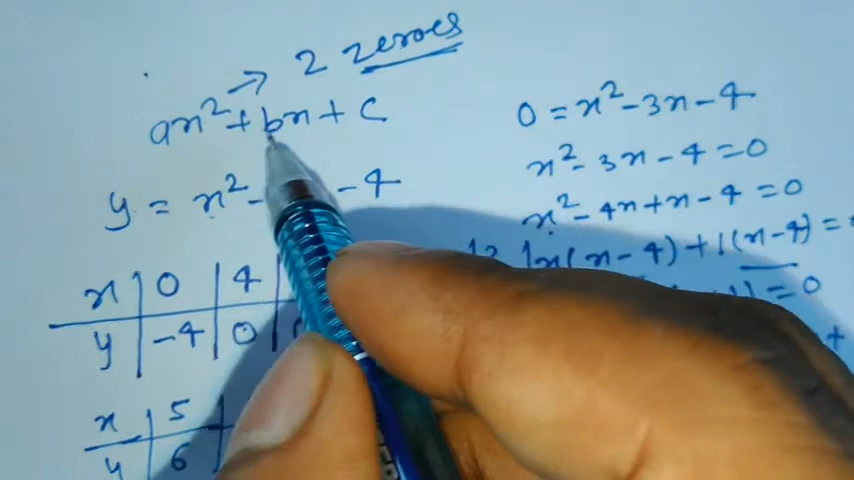 → 2 zeroes
ax² + bx + c
y = x² - - 4
x | 0 | 4
y | -4 | 0
x | 5
y | 6
0 = x² - 3x - 4
x² - 3x - 4 = 0
x² - 4x + x - 4 = 0
x(x - 4) + 1(x - 4) =
= 0